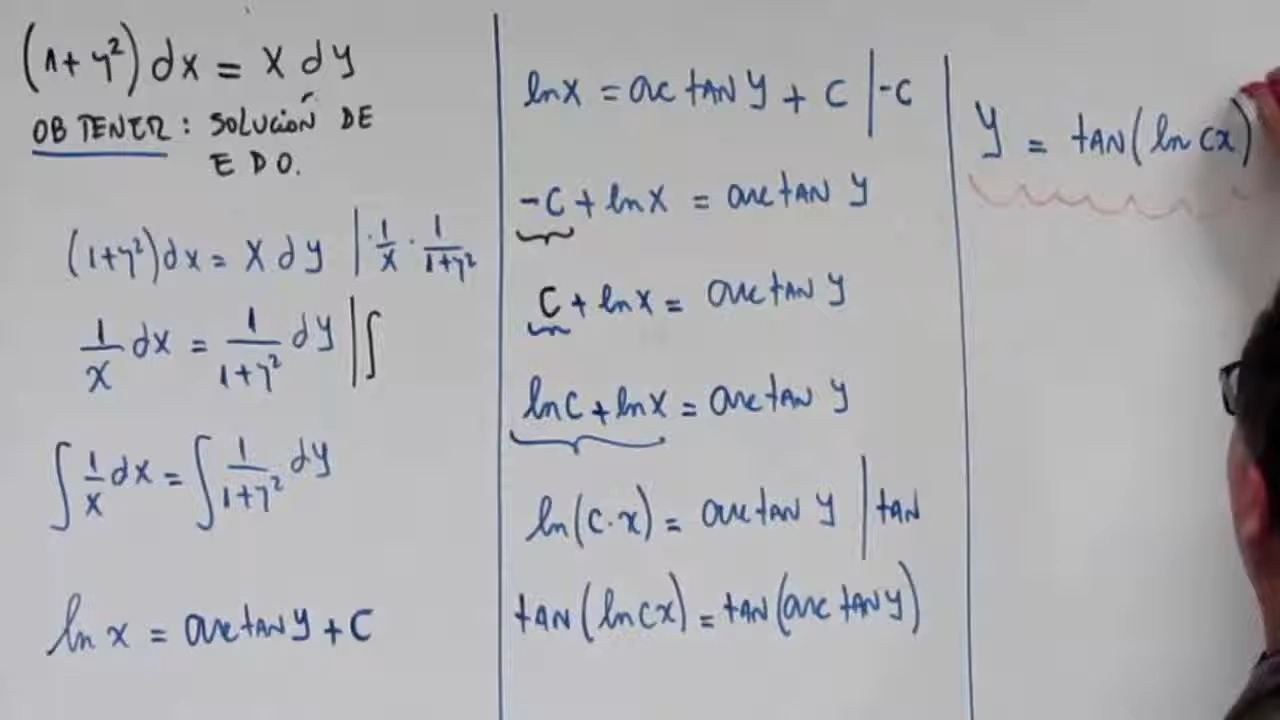 (1+y²)dx = x dy
OBTENER: SOLUCIÓN DE
EDO.
(1+y²)dx = x dy | · 1/x · 1/(1+y²)
1/x dx = 1/(1+y²) dy | ∫
∫ 1/x dx = ∫ 1/(1+y²) dy
ln x = arctAN y + C
ln x = arctAN y + C | -C
-C + ln x = arctAN y
C + ln x = arctAN y
ln C + ln x = arctAN y
ln(C·x) = arctAN y | tAN
tAN(ln Cx) = tAN(arctAN y)
y = tAN(ln Cx)